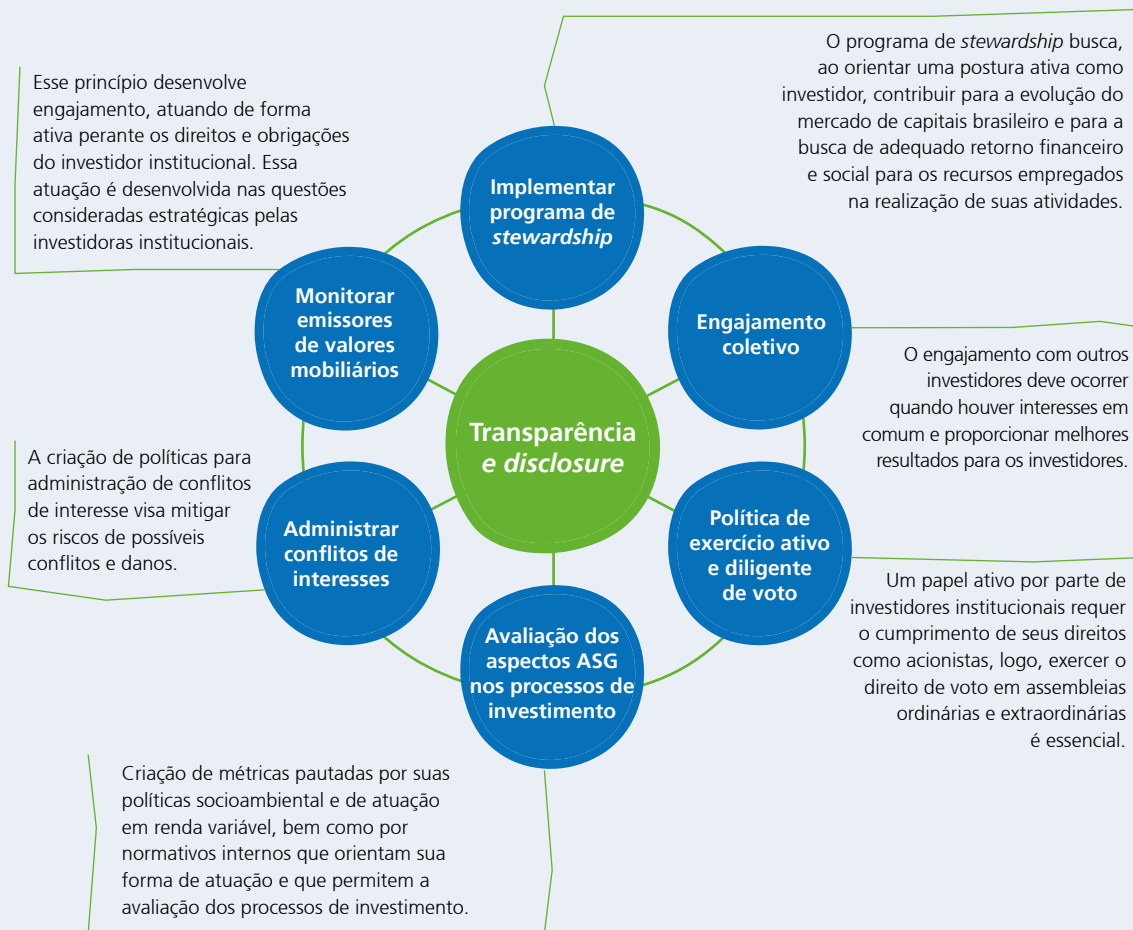 O programa de stewardship busca,
ao orientar uma postura ativa como
investidor, contribuir para a evolução do
mercado de capitais brasileiro e para a
busca de adequado retorno financeiro
e social para os recursos empregados
na realização de suas atividades.
Esse princípio desenvolve
engajamento, atuando de forma
ativa perante os direitos e obrigações
do investidor institucional. Essa
atuação é desenvolvida nas questões
consideradas estratégicas pelas
investidoras institucionais.
Implementar
programa de
stewardship
Monitorar
emissores
de valores
mobiliários
Engajamento
coletivo
O engajamento com outros
investidores deve ocorrer
quando houver interesses em
comum e proporcionar melhores
resultados para os investidores.
Transparência
e disclosure
A criação de políticas para
administração de conflitos
de interesse visa mitigar
os riscos de possíveis
conflitos e danos.
Administrar
conflitos de
interesses
Política de
exercício ativo
e diligente
de voto
Um papel ativo por parte de
investidores institucionais requer
o cumprimento de seus direitos
como acionistas, logo, exercer o
direito de voto em assembleias
ordinárias e extraordinárias
é essencial.
Avaliação dos
aspectos ASG
nos processos de
investimento
Criação de métricas pautadas por suas
políticas socioambiental e de atuação
em renda variável, bem como por
normativos internos que orientam sua
forma de atuação e que permitem a
avaliação dos processos de investimento.